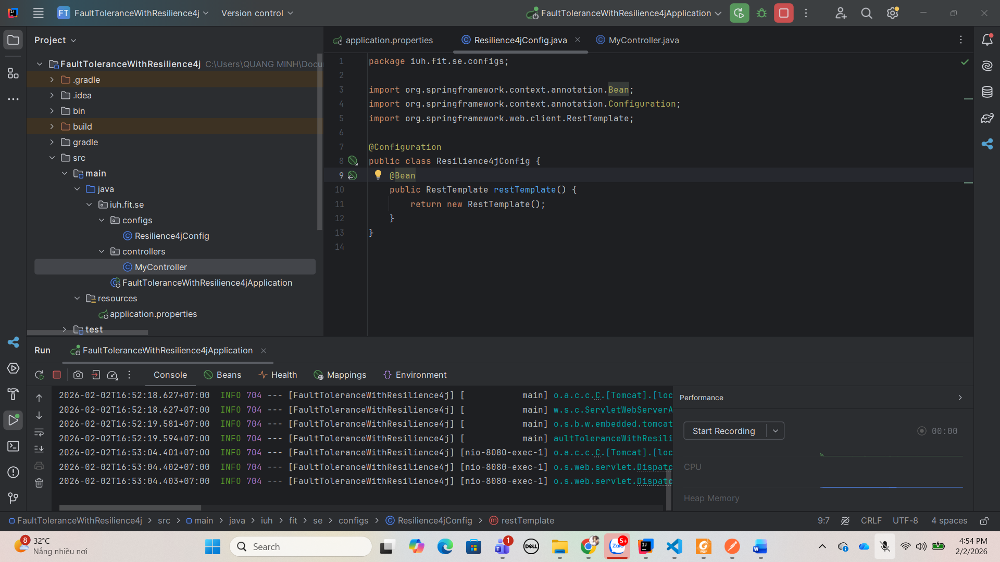 FT FaultToleranceWithResilience4j Version control FaultToleranceWithResilience4jApplication
Project
FaultToleranceWithResilience4j C:\Users\QUANG MINH\Docu
.gradle
.idea
bin
build
gradle
src
main
java
iuh.fit.se
configs
Resilience4jConfig
controllers
MyController
FaultToleranceWithResilience4jApplication
resources
application.properties
test
application.properties Resilience4jConfig.java MyController.java
1 package iuh.fit.se.configs;
2
3 import org.springframework.context.annotation.Bean;
4 import org.springframework.context.annotation.Configuration;
5 import org.springframework.web.client.RestTemplate;
6
7 @Configuration
8 public class Resilience4jConfig {
9 @Bean
10 public RestTemplate restTemplate() {
11 return new RestTemplate();
12 }
13 }
14
Run FaultToleranceWithResilience4jApplication
Console Beans Health Mappings Environment
2026-02-02T16:52:18.627+07:00 INFO 704 --- [FaultToleranceWithResilience4j] [ main] o.a.c.c.C.[Tomcat].[loc
2026-02-02T16:52:18.627+07:00 INFO 704 --- [FaultToleranceWithResilience4j] [ main] w.s.c.ServletWebServerA
2026-02-02T16:52:19.581+07:00 INFO 704 --- [FaultToleranceWithResilience4j] [ main] o.s.b.w.embedded.tomcat
2026-02-02T16:52:19.594+07:00 INFO 704 --- [FaultToleranceWithResilience4j] [ main] aultToleranceWithResili
2026-02-02T16:53:04.401+07:00 INFO 704 --- [FaultToleranceWithResilience4j] [nio-8080-exec-1] o.a.c.c.C.[Tomcat].[loc
2026-02-02T16:53:04.402+07:00 INFO 704 --- [FaultToleranceWithResilience4j] [nio-8080-exec-1] o.s.web.servlet.Dispatc
2026-02-02T16:53:04.403+07:00 INFO 704 --- [FaultToleranceWithResilience4j] [nio-8080-exec-1] o.s.web.servlet.Dispatc
Performance
Start Recording 00:00
CPU
Heap Memory
FaultToleranceWithResilience4j > src > main > java > iuh > fit > se > configs > Resilience4jConfig > restTemplate 9:7 CRLF UTF-8 4 spaces
8 32°C
Nắng nhiều nơi
Search
1
DELL
Zalo 5+
4:54 PM
2/2/2026